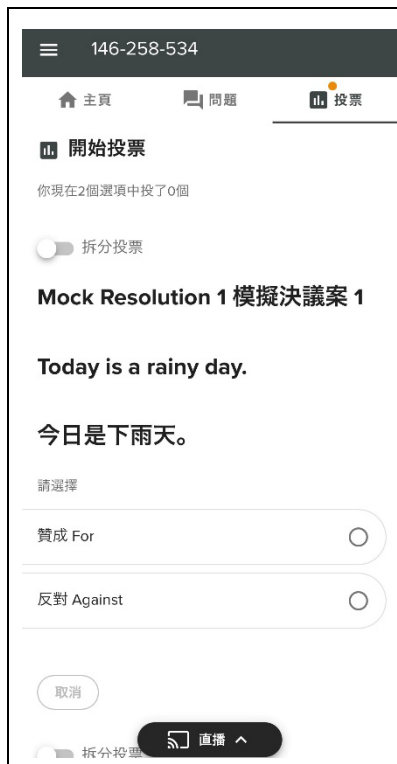 146-258-534
主頁
問題
投票
開始投票
你現在2個選項中投了0個
拆分投票
Mock Resolution 1 模擬決議案 1
Today is a rainy day.
今日是下雨天。
請選擇
贊成 For
反對 Against
取消
直播
拆分投票